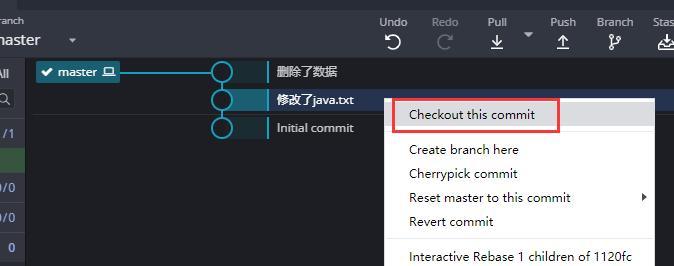 ranch
master
Undo
Redo
Pull
Push
Branch
Stas
All
master
删除了数据
修改了java.txt
Initial commit
/1
0/0
0/0
0
Checkout this commit
Create branch here
Cherrypick commit
Reset master to this commit
Revert commit
Interactive Rebase 1 children of 1120fc